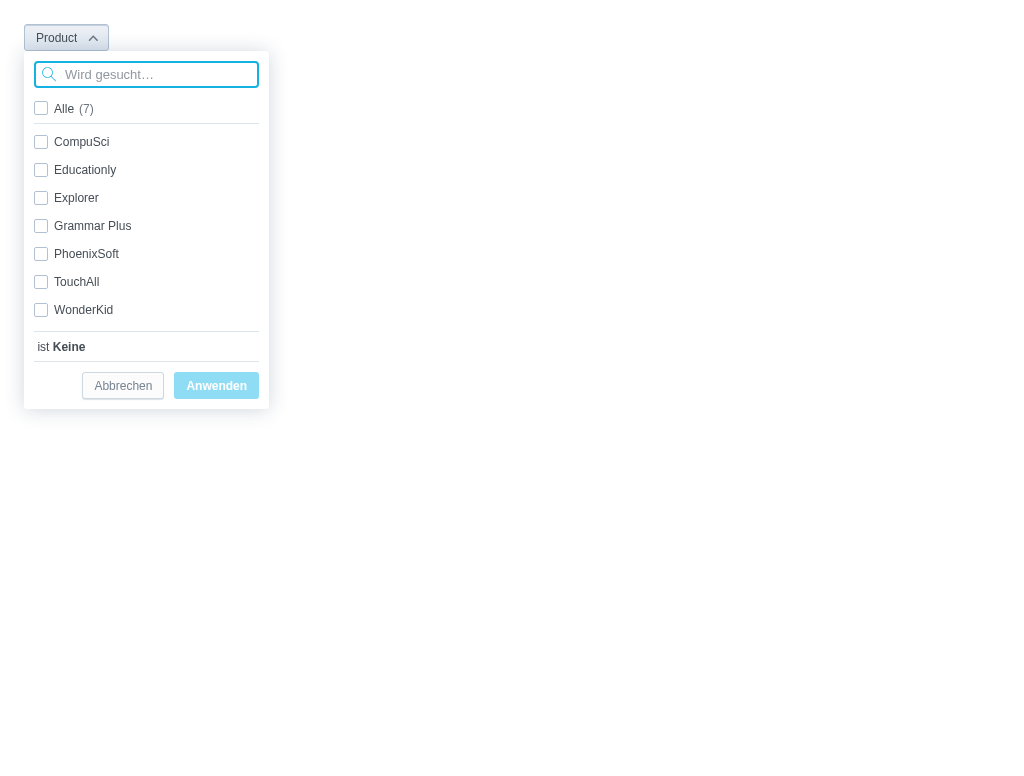 Product
Wird gesucht…
Alle (7)
CompuSci
Educationly
Explorer
Grammar Plus
PhoenixSoft
TouchAll
WonderKid
ist Keine
Abbrechen Anwenden